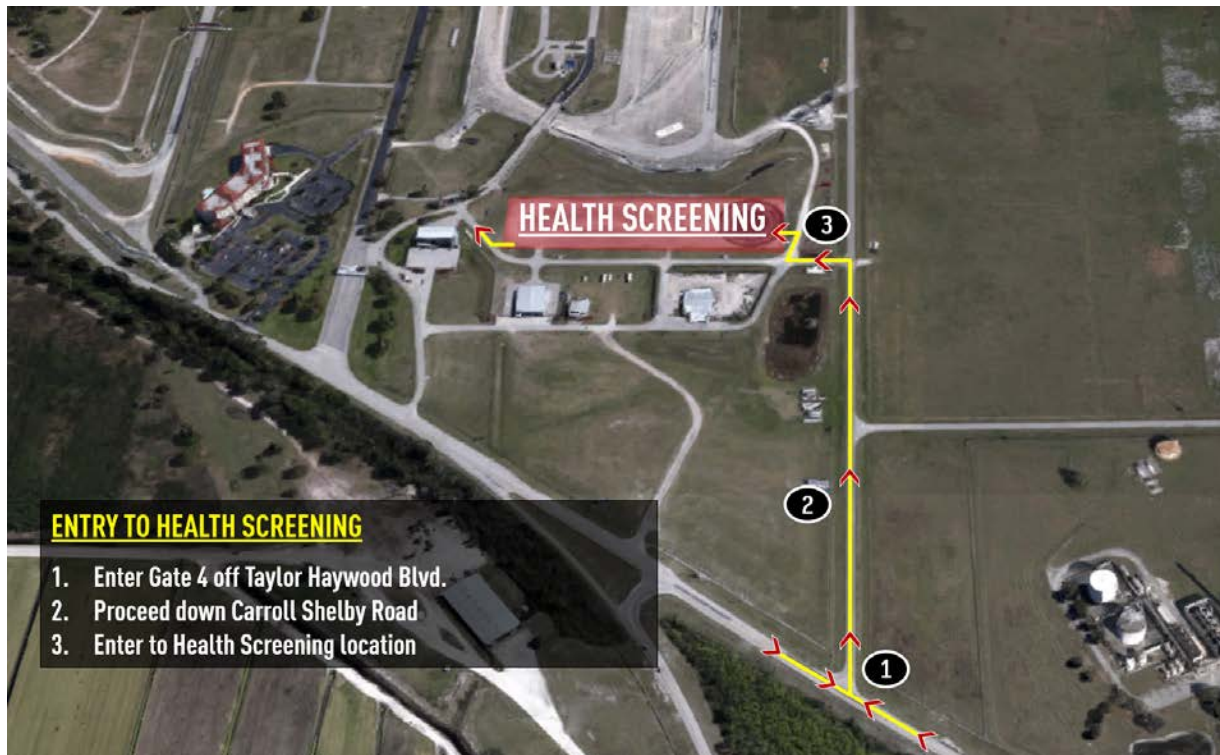 HEALTH SCREENING
3
2
ENTRY TO HEALTH SCREENING
1. Enter Gate 4 off Taylor Haywood Blvd.
2. Proceed down Carroll Shelby Road
3. Enter to Health Screening location
1